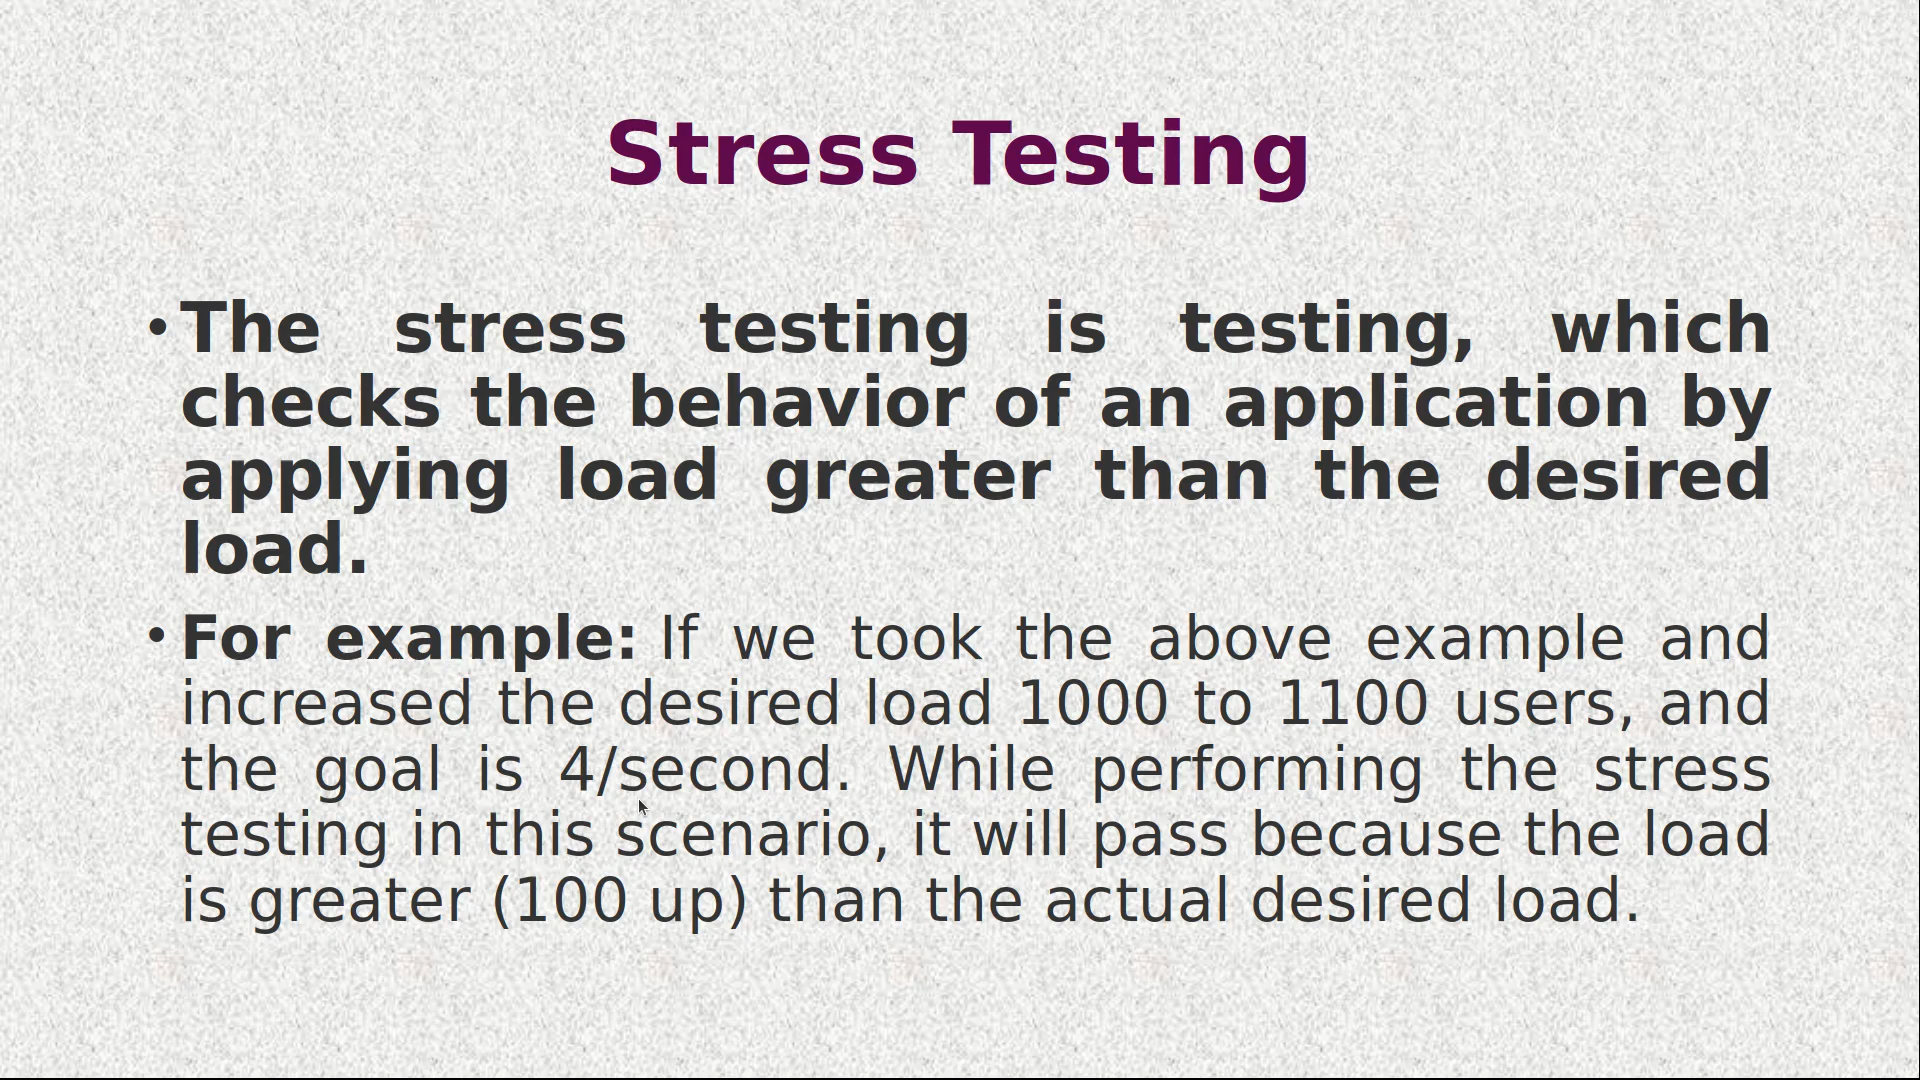 Stress Testing
• The stress testing is testing, which
checks the behavior of an application by
applying load greater than the desired
load.
• For example: If we took the above example and
increased the desired load 1000 to 1100 users, and
the goal is 4/second. While performing the stress
testing in this scenario, it will pass because the load
is greater (100 up) than the actual desired load.